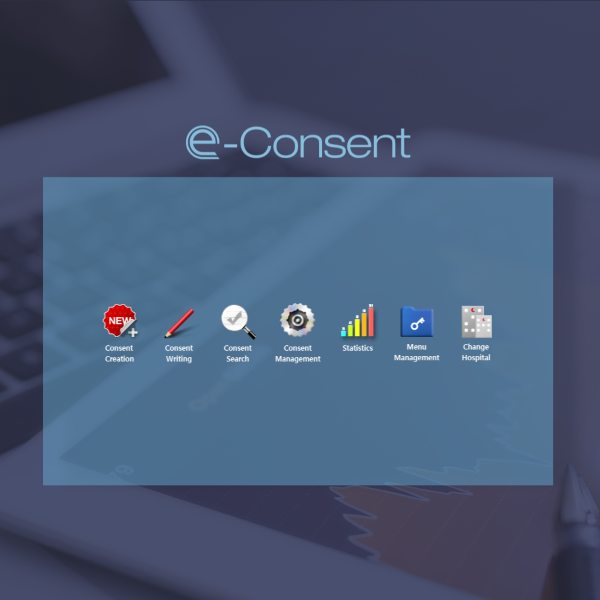 e-Consent
NEW
Consent
Creation
Consent
Writing
Consent
Search
Consent
Management
Statistics
Menu
Management
Change
Hospital